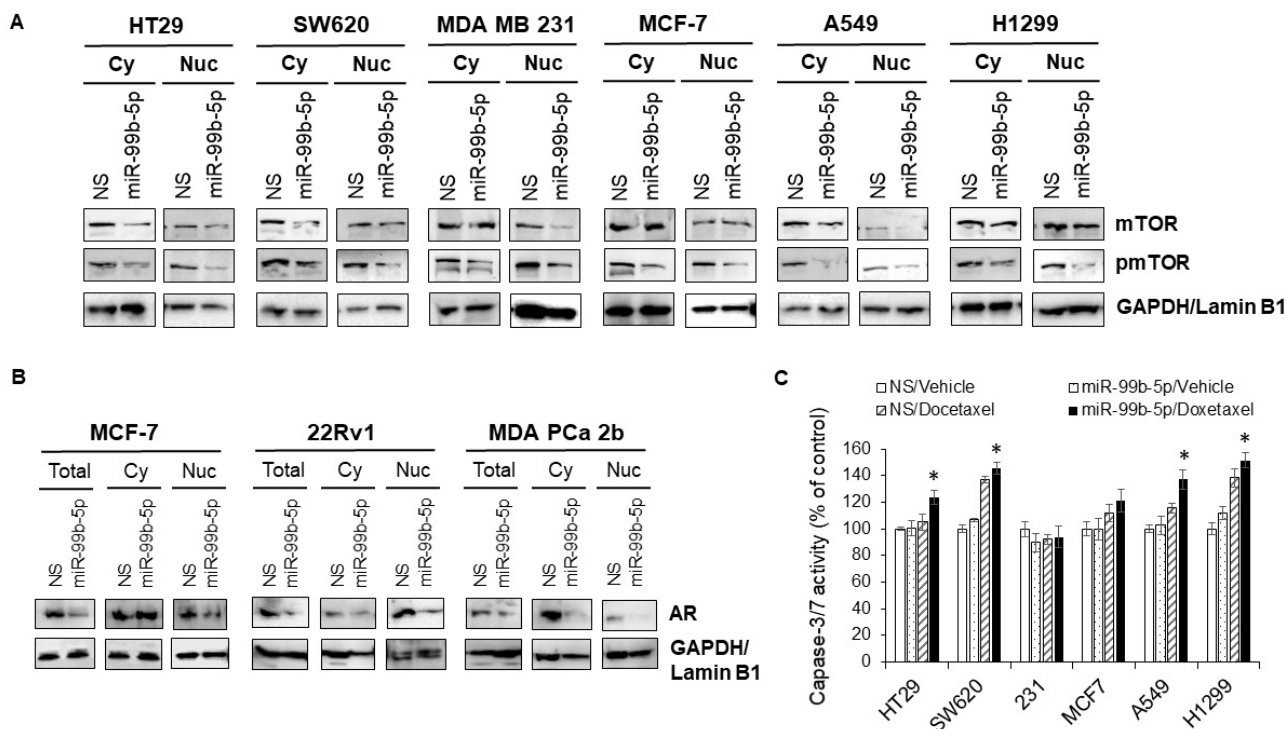 A
HT29 SW620 MDA MB 231 MCF-7 A549 H1299
Cy Nuc Cy Nuc Cy Nuc Cy Nuc Cy Nuc Cy Nuc
NS miR-99b-5p NS miR-99b-5p NS miR-99b-5p NS miR-99b-5p NS miR-99b-5p NS miR-99b-5p NS miR-99b-5p NS miR-99b-5p NS miR-99b-5p NS miR-99b-5p NS miR-99b-5p NS miR-99b-5p
mTOR
pmTOR
GAPDH/Lamin B1
B
MCF-7 22Rv1 MDA PCa 2b
Total Cy Nuc Total Cy Nuc Total Cy Nuc
NS miR-99b-5p NS miR-99b-5p NS miR-99b-5p NS miR-99b-5p NS miR-99b-5p NS miR-99b-5p NS miR-99b-5p NS miR-99b-5p NS miR-99b-5p
AR
GAPDH/
Lamin B1
C
NS/Vehicle miR-99b-5p/Vehicle
NS/Docetaxel miR-99b-5p/Doxetaxel
Capase-3/7 activity (% of control)
160
140
120
100
80
60
40
20
0
* * * *
HT29 SW620 231 MCF7 A549 H1299